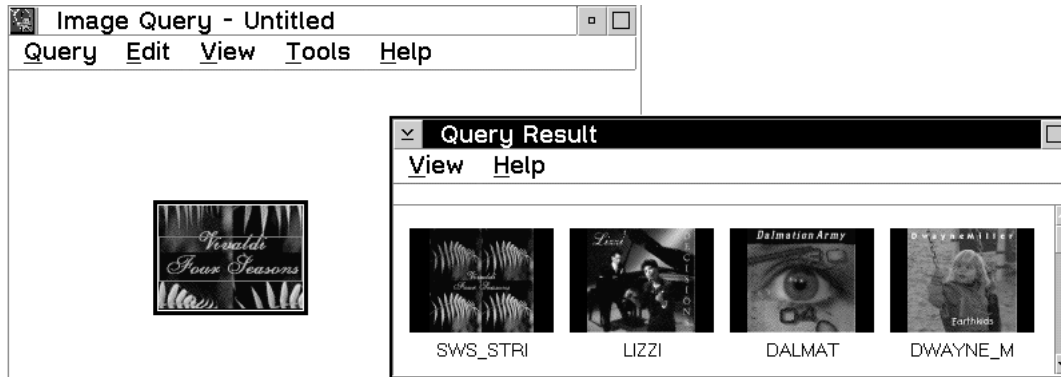 Image Query - Untitled
Query Edit View Tools Help
Vivaldi
Four Seasons
Query Result
View Help
Vivaldi
Four Seasons
Lizzi
DECISION
Dalmation Army
DwayneMiller
Earthkids
SWS_STRI LIZZI DALMAT DWAYNE_M